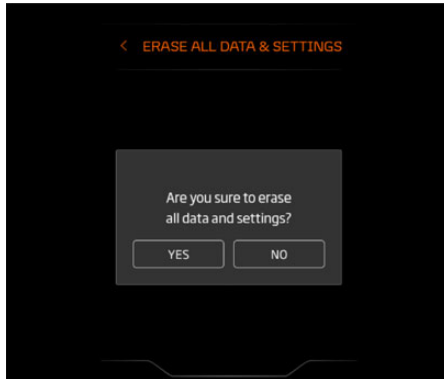 < ERASE ALL DATA & SETTINGS
Are you sure to erase
all data and settings?
YES NO